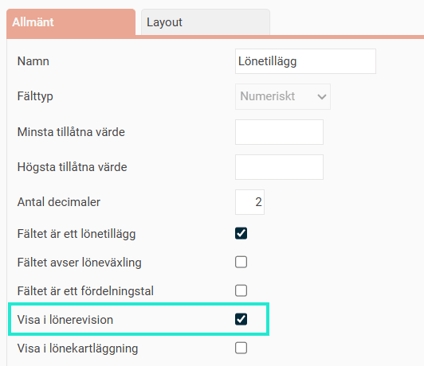 Allmänt
Layout
Namn Lönetillägg
Fälttyp Numeriskt
Minsta tillåtna värde
Högsta tillåtna värde
Antal decimaler 2
Fältet är ett lönetillägg
Fältet avser löneväxling
Fältet är ett fördelningstal
Visa i lönerevision
Visa i lönekartläggning